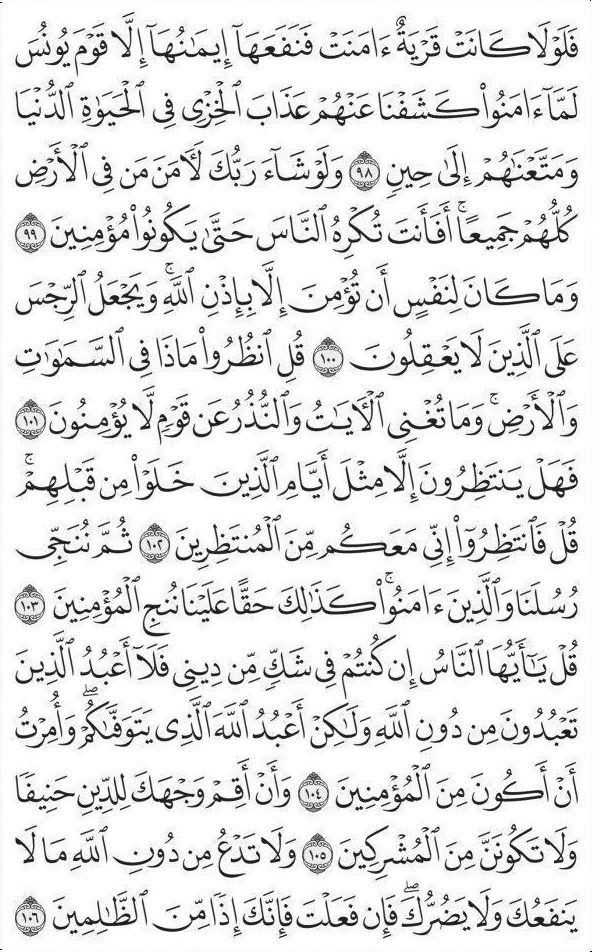 فَلَوْلَا كَانَتْ قَرْيَةٌ ءَامَنَتْ فَنَفَعَهَآ إِيمَٰنُهَآ إِلَّا قَوْمَ يُونُسَ
لَمَّآ ءَامَنُوا۟ كَشَفْنَا عَنْهُمْ عَذَابَ ٱلْخِزْىِ فِى ٱلْحَيَوٰةِ ٱلدُّنْيَا
وَمَتَّعْنَٰهُمْ إِلَىٰ حِينٍ ٩٨ وَلَوْ شَآءَ رَبُّكَ لَـَٔامَنَ مَن فِى ٱلْأَرْضِ
كُلُّهُمْ جَمِيعًا ۚ أَفَأَنتَ تُكْرِهُ ٱلنَّاسَ حَتَّىٰ يَكُونُوا۟ مُؤْمِنِينَ ٩٩
وَمَا كَانَ لِنَفْسٍ أَن تُؤْمِنَ إِلَّا بِإِذْنِ ٱللَّهِ ۚ وَيَجْعَلُ ٱلرِّجْسَ
عَلَى ٱلَّذِينَ لَا يَعْقِلُونَ ١٠٠ قُلِ ٱنظُرُوا۟ مَاذَا فِى ٱلسَّمَٰوَٰتِ
وَٱلْأَرْضِ ۚ وَمَا تُغْنِى ٱلْـَٔايَٰتُ وَٱلنُّذُرُ عَن قَوْمٍ لَّا يُؤْمِنُونَ ١٠١
فَهَلْ يَنتَظِرُونَ إِلَّا مِثْلَ أَيَّامِ ٱلَّذِينَ خَلَوْا۟ مِن قَبْلِهِمْ ۚ
قُلْ فَٱنتَظِرُوٓا۟ إِنِّى مَعَكُم مِّنَ ٱلْمُنتَظِرِينَ ١٠٢ ثُمَّ نُنَجِّى
رُسُلَنَا وَٱلَّذِينَ ءَامَنُوا۟ ۚ كَذَٰلِكَ حَقًّا عَلَيْنَا نُنجِ ٱلْمُؤْمِنِينَ ١٠٣
قُلْ يَٰٓأَيُّهَا ٱلنَّاسُ إِن كُنتُمْ فِى شَكٍّ مِّن دِينِى فَلَآ أَعْبُدُ ٱلَّذِينَ
تَعْبُدُونَ مِن دُونِ ٱللَّهِ وَلَٰكِنْ أَعْبُدُ ٱللَّهَ ٱلَّذِى يَتَوَفَّىٰكُمْ ۖ وَأُمِرْتُ
أَنْ أَكُونَ مِنَ ٱلْمُؤْمِنِينَ ١٠٤ وَأَنْ أَقِمْ وَجْهَكَ لِلدِّينِ حَنِيفًا
وَلَا تَكُونَنَّ مِنَ ٱلْمُشْرِكِينَ ١٠٥ وَلَا تَدْعُ مِن دُونِ ٱللَّهِ مَا لَا
يَنفَعُكَ وَلَا يَضُرُّكَ ۖ فَإِن فَعَلْتَ فَإِنَّكَ إِذًا مِّنَ ٱلظَّٰلِمِينَ ١٠٦